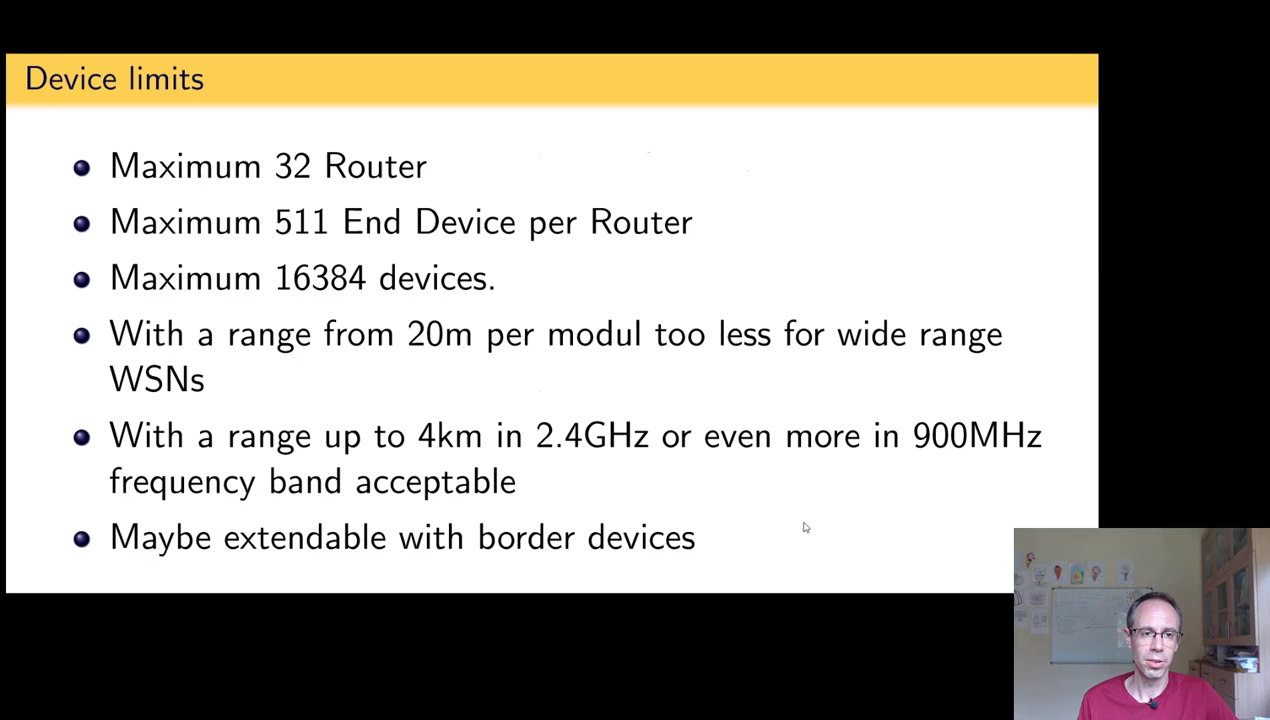 Device limits
Maximum 32 Router
Maximum 511 End Device per Router
Maximum 16384 devices.
With a range from 20m per modul too less for wide range
WSNs
With a range up to 4km in 2.4GHz or even more in 900MHz
frequency band acceptable
Maybe extendable with border devices